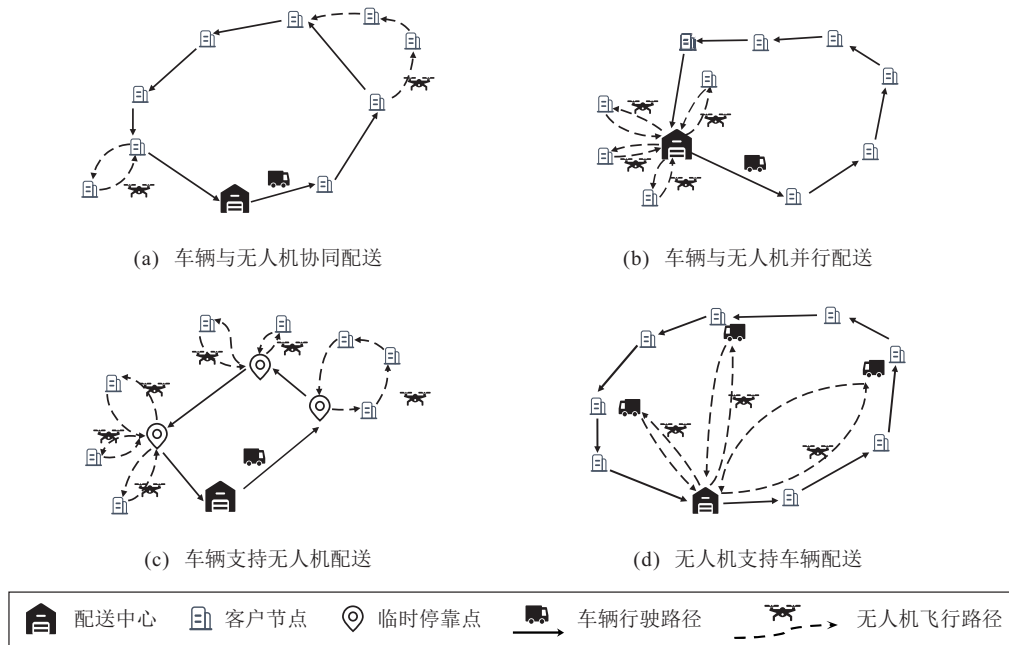 (a) 车辆与无人机协同配送
(b) 车辆与无人机并行配送
(c) 车辆支持无人机配送
(d) 无人机支持车辆配送
配送中心 客户节点 临时停靠点 车辆行驶路径 无人机飞行路径